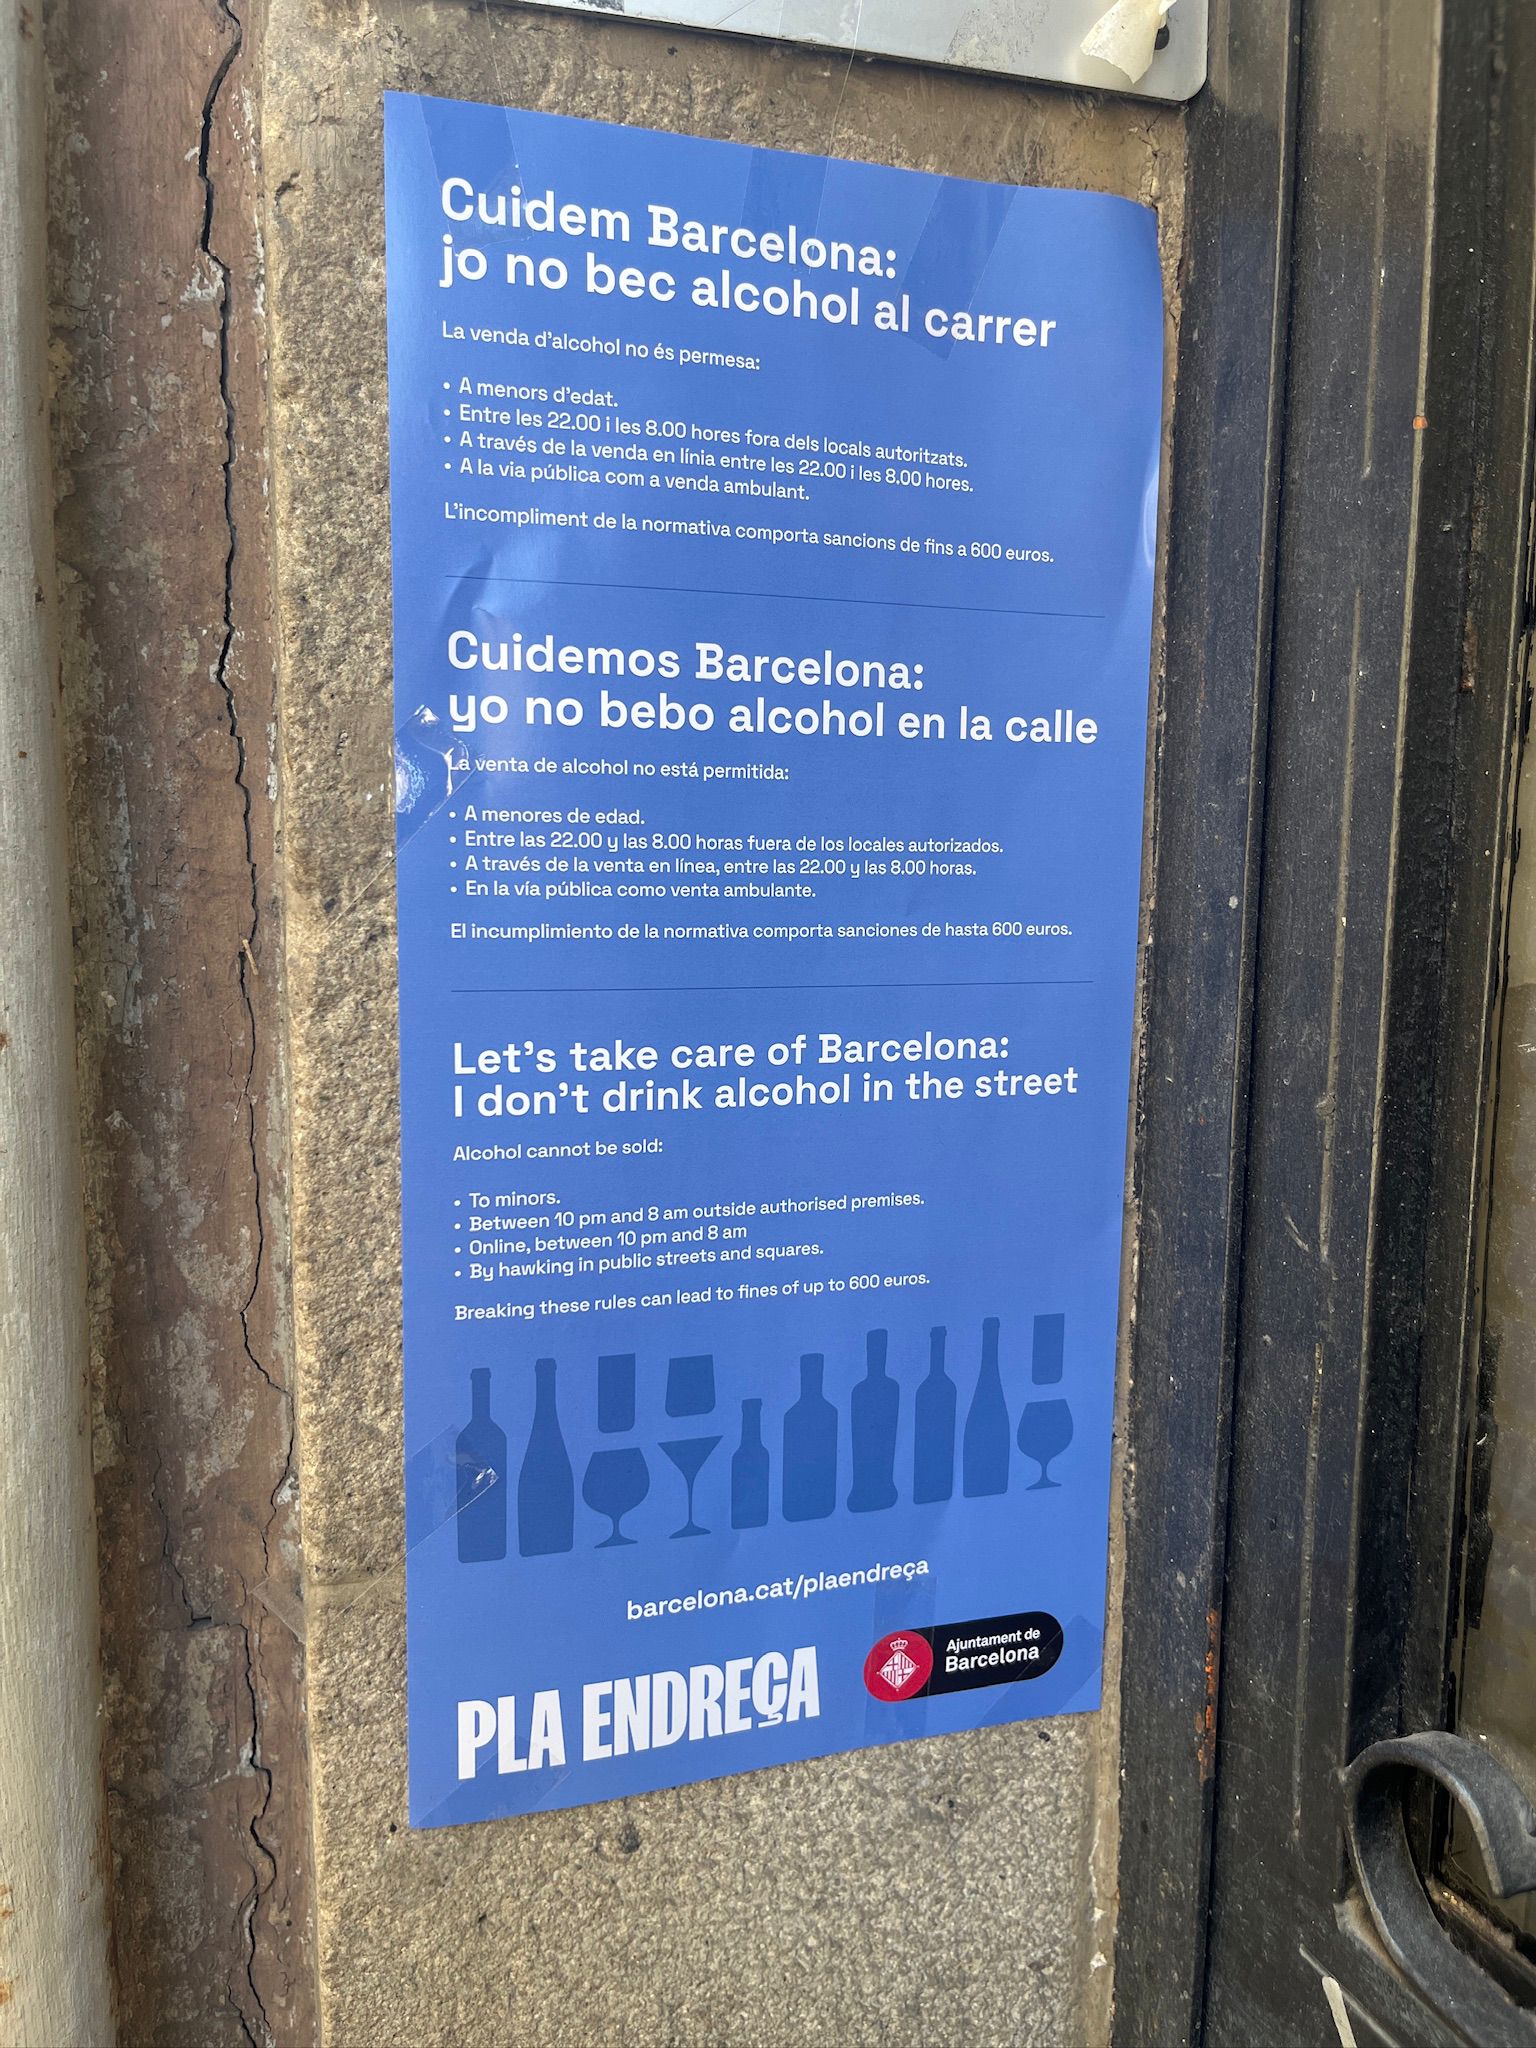 Cuidem Barcelona:
jo no bec alcohol al carrer
La venda d'alcohol no és permesa:
• A menors d'edat.
• Entre les 22.00 i les 8.00 hores fora dels locals autoritzats.
• A través de la venda en línia entre les 22.00 i les 8.00 hores.
• A la via pública com a venda ambulant.
L'incompliment de la normativa comporta sancions de fins a 600 euros.
Cuidemos Barcelona:
yo no bebo alcohol en la calle
La venta de alcohol no está permitida:
• A menores de edad.
• Entre las 22.00 y las 8.00 horas fuera de los locales autorizados.
• A través de la venta en línea, entre las 22.00 y las 8.00 horas.
• En la vía pública como venta ambulante.
El incumplimiento de la normativa comporta sanciones de hasta 600 euros.
Let's take care of Barcelona:
I don't drink alcohol in the street
Alcohol cannot be sold:
• To minors.
• Between 10 pm and 8 am outside authorised premises.
• Online, between 10 pm and 8 am
• By hawking in public streets and squares.
Breaking these rules can lead to fines of up to 600 euros.
barcelona.cat/plaendreça
PLA ENDREÇA
Ajuntament de
Barcelona